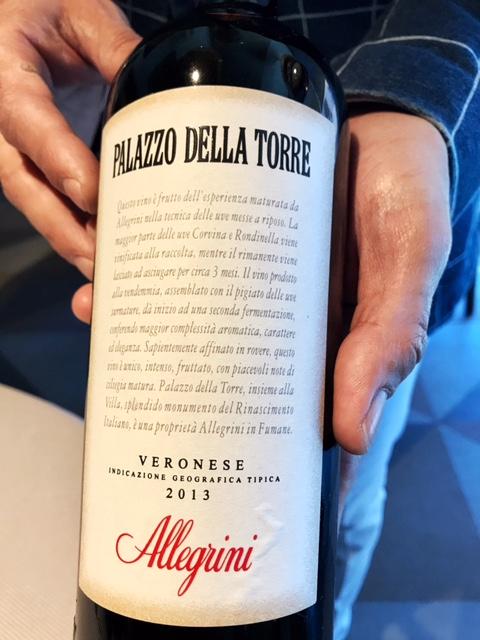 PALAZZO DELLA TORRE
Questo vino è frutto dell'esperienza maturata da
Allegrini nella tecnica delle uve messe a riposo. La
maggior parte delle uve Corvina e Rondinella viene
vinificata alla raccolta, mentre il rimanente viene
lasciato ad asciugare per circa 3 mesi. Il vino prodotto
alla vendemmia, assemblato con il pigiato delle uve
surmature, dà inizio ad una seconda fermentazione,
conferendo maggior complessità aromatica, carattere
ed eleganza. Sapientemente affinato in rovere, questo
vino è unico, intenso, fruttato, con piacevoli note di
ciliegia matura. Palazzo della Torre, insieme alla
Villa, splendido monumento del Rinascimento
Italiano, è una proprietà Allegrini in Fumane.
VERONESE
INDICAZIONE GEOGRAFICA TIPICA
2013
Allegrini